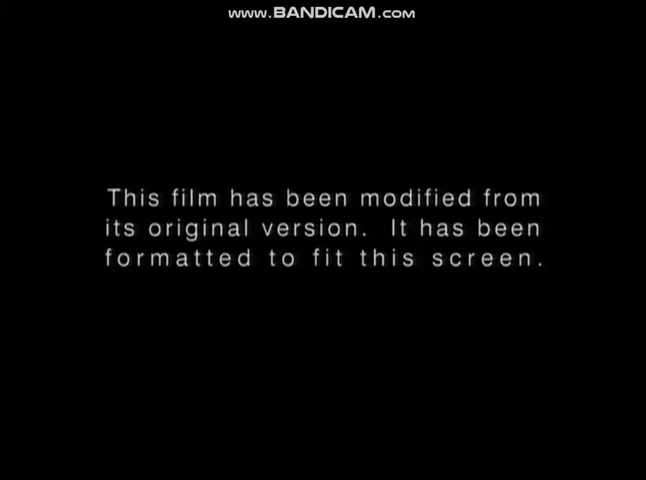 www.BANDICAM.com
This film has been modified from
its original version.  It has been
formatted to fit this screen.